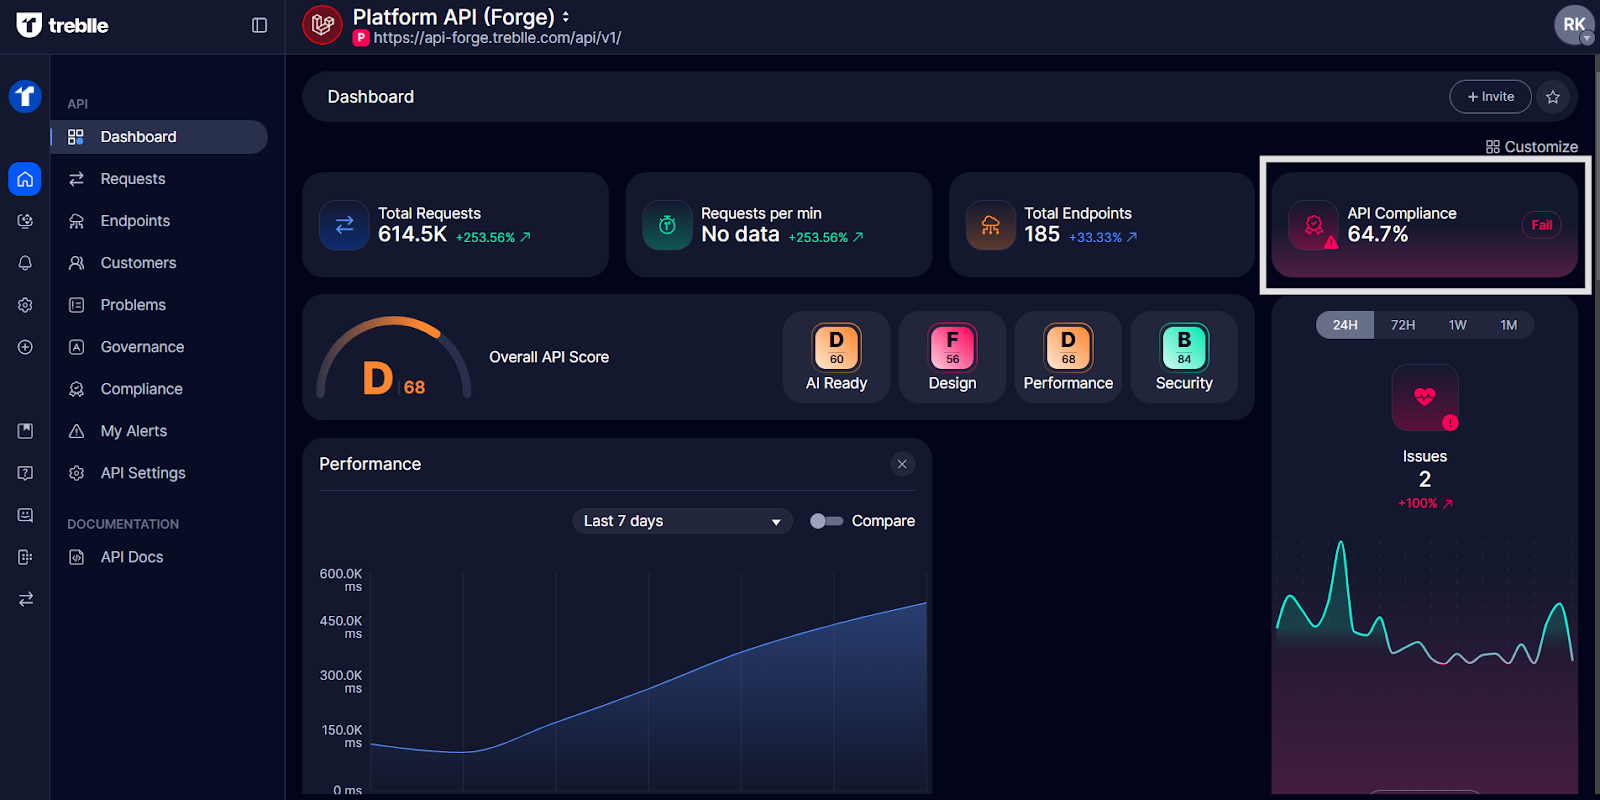 treblle
Platform API (Forge)
P https://api-forge.treblle.com/api/v1/
RK
API
Dashboard
Requests
Endpoints
Customers
Problems
Governance
Compliance
My Alerts
API Settings
DOCUMENTATION
API Docs
Dashboard
+ Invite
Customize
Total Requests
614.5K +253.56%
Requests per min
No data +253.56%
Total Endpoints
185 +33.33%
API Compliance
64.7%
Fail
D 68
Overall API Score
D
60
AI Ready
F
56
Design
D
68
Performance
B
84
Security
24H 72H 1W 1M
Issues
2
+100%
Performance
Last 7 days
Compare
600.0K
ms
450.0K
ms
300.0K
ms
150.0K
ms
0 ms